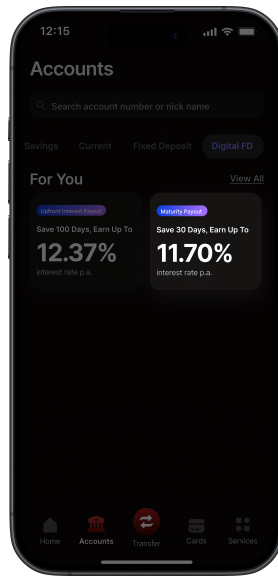 12:15
Accounts
Search account number or nick name
Savings Current Fixed Deposit Digital FD
For You View All
Upfront Interest Payout
Save 100 Days, Earn Up To
12.37%
interest rate p.a.
Maturity Payout
Save 30 Days, Earn Up To
11.70%
interest rate p.a.
Home Accounts Transfer Cards Services